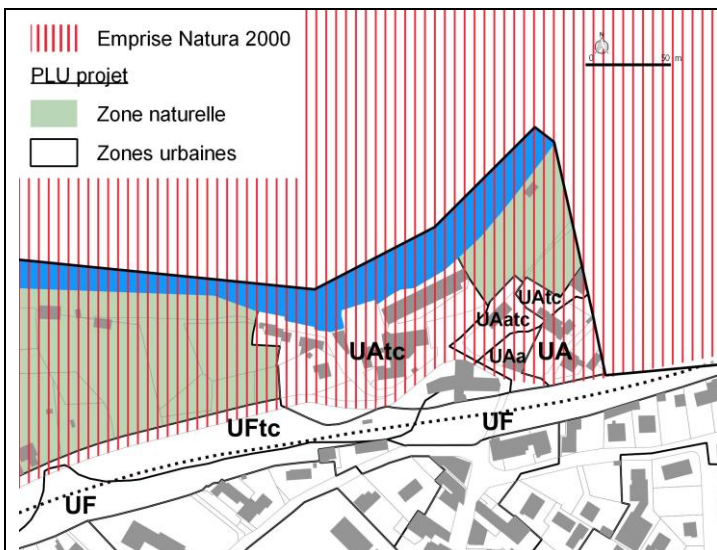 Emprise Natura 2000
PLU projet
Zone naturelle
Zones urbaines
N
0 50 m
UAtc
UAatc
UAtc
UAa UA
UFtc
UF
UF